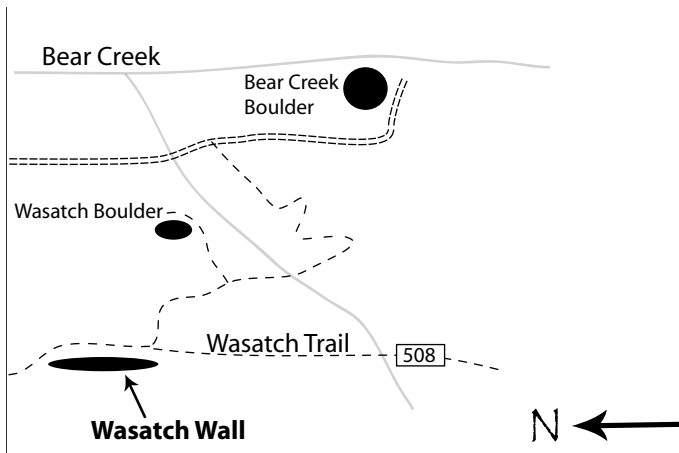 Bear Creek
Bear Creek
Boulder
Wasatch Boulder
Wasatch Trail
508
Wasatch Wall
N